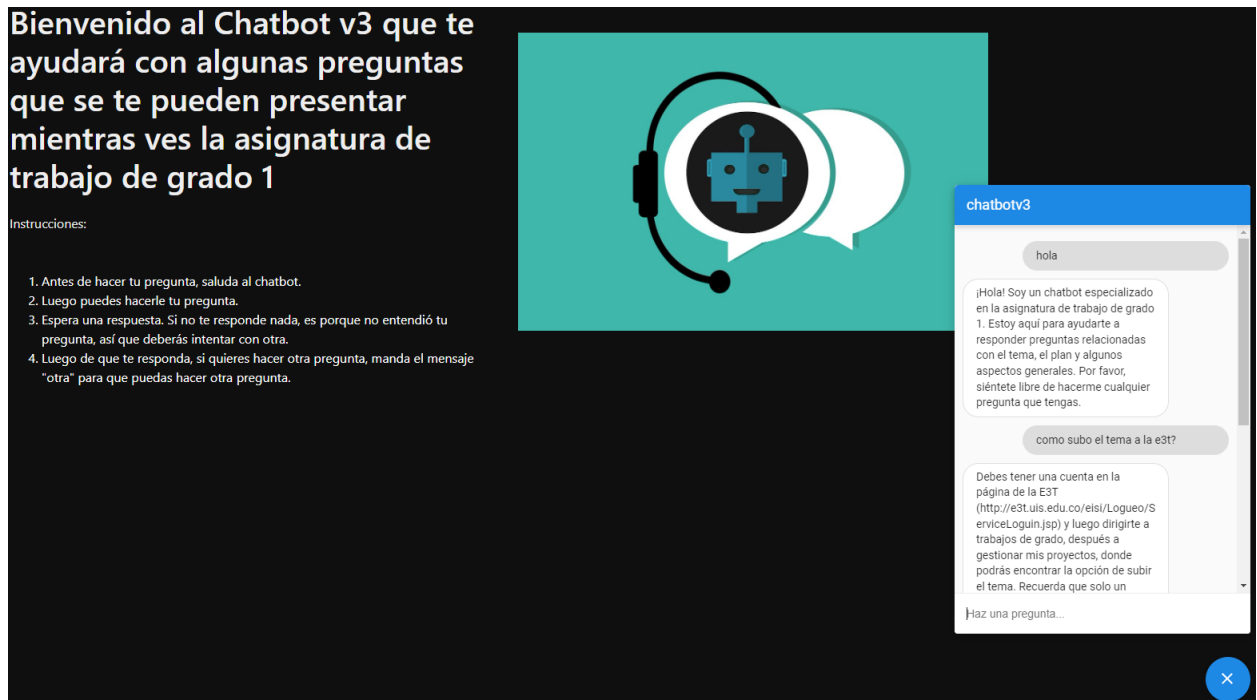 Bienvenido al Chatbot v3 que te
ayudará con algunas preguntas
que se te pueden presentar
mientras ves la asignatura de
trabajo de grado 1
Instrucciones:
1. Antes de hacer tu pregunta, saluda al chatbot.
2. Luego puedes hacerle tu pregunta.
3. Espera una respuesta. Si no te responde nada, es porque no entendió tu
pregunta, así que deberás intentar con otra.
4. Luego de que te responda, si quieres hacer otra pregunta, manda el mensaje
"otra" para que puedas hacer otra pregunta.
chatbotv3
hola
¡Hola! Soy un chatbot especializado
en la asignatura de trabajo de grado
1. Estoy aquí para ayudarte a
responder preguntas relacionadas
con el tema, el plan y algunos
aspectos generales. Por favor,
siéntete libre de hacerme cualquier
pregunta que tengas.
como subo el tema a la e3t?
Debes tener una cuenta en la
página de la E3T
(http://e3t.uis.edu.co/eisi/Logueo/S
erviceLoguin.jsp) y luego dirigirte a
trabajos de grado, después a
gestionar mis proyectos, donde
podrás encontrar la opción de subir
el tema. Recuerda que solo un
Haz una pregunta...